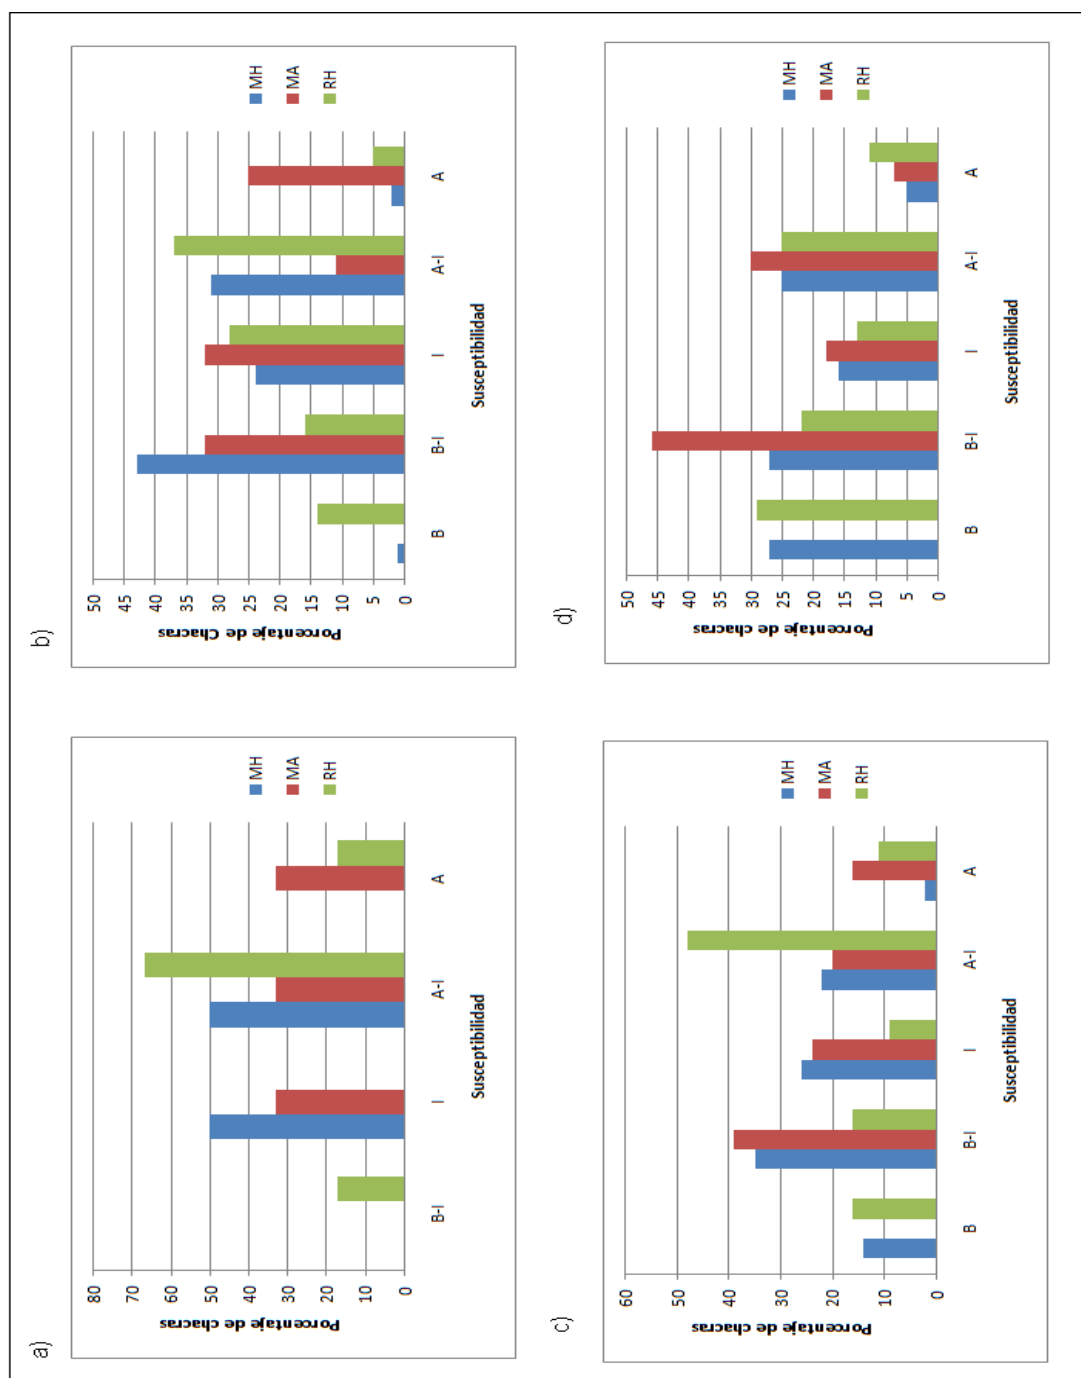 a)
80
70
60
50
40
30
20
10
0
Porcentaje de chacras
B-I
I
A-I
A
Susceptibilidad
MH
MA
RH
b)
50
45
40
35
30
25
20
15
10
5
0
Porcentaje de Chacras
B
B-I
I
A-I
A
Susceptibilidad
MH
MA
RH
c)
60
50
40
30
20
10
0
Porcentaje de chacras
B
B-I
I
A-I
A
Susceptibilidad
MH
MA
RH
d)
50
45
40
35
30
25
20
15
10
5
0
Porcentaje de chacras
B
B-I
I
A-I
A
Susceptibilidad
MH
MA
RH